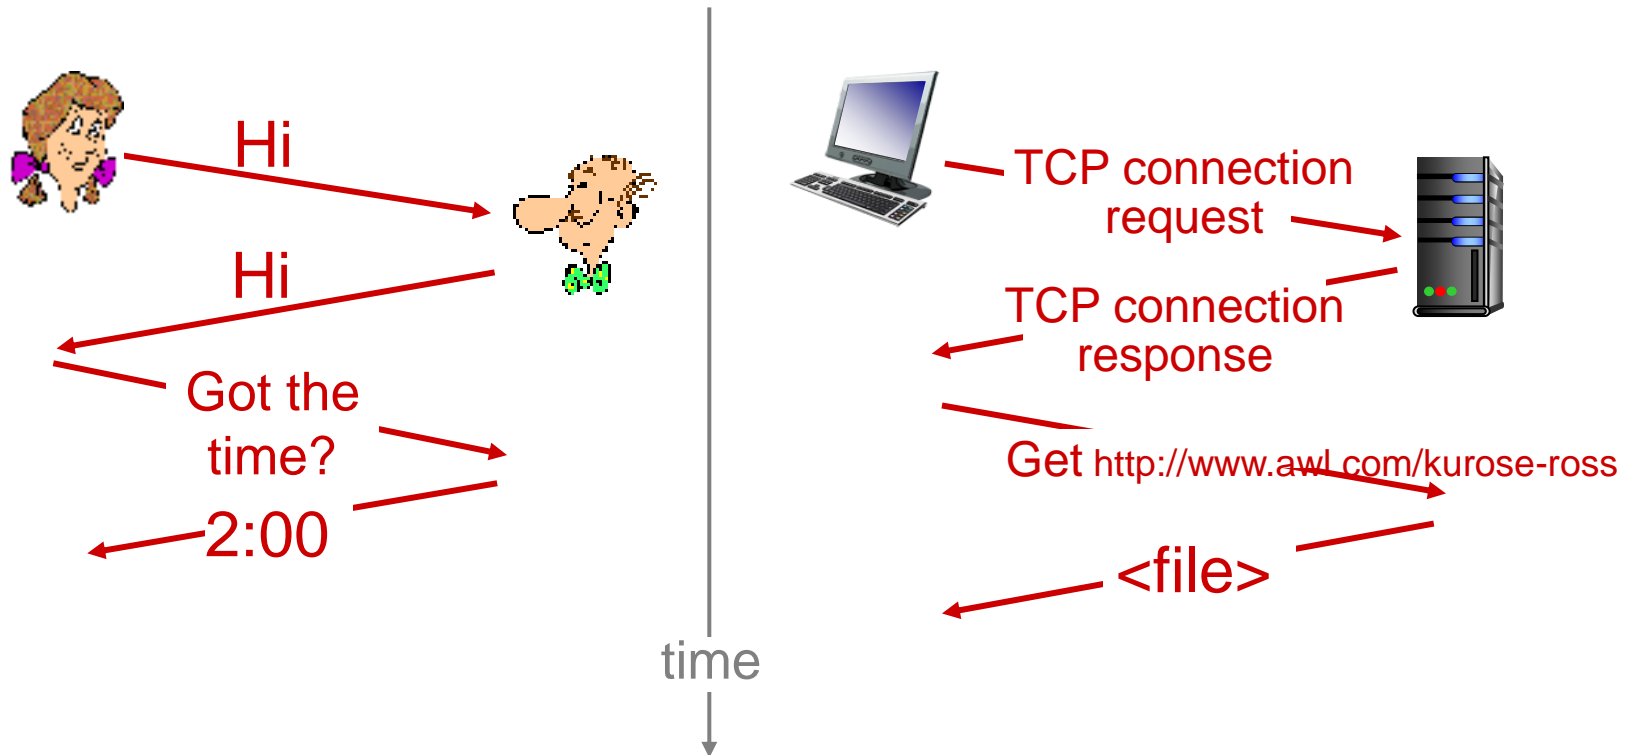 Hi
Hi
Got the
time?
2:00
TCP connection
request
TCP connection
response
Get http://www.awl.com/kurose-ross
<file>
time